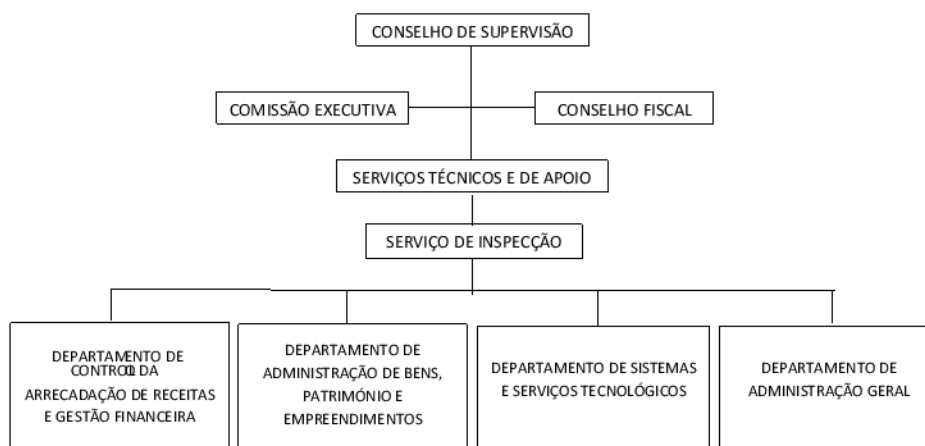 CONSELHO DE SUPERVISÃO
COMISSÃO EXECUTIVA
CONSELHO FISCAL
SERVIÇOS TÉCNICOS E DE APOIO
SERVIÇO DE INSPECÇÃO
DEPARTAMENTO DE
CONTROLO DA
ARRECADAÇÃO DE RECEITAS
E GESTÃO FINANCEIRA
DEPARTAMENTO DE
ADMINISTRAÇÃO DE BENS,
PATRIMÓNIO E
EMPREENDIMENTOS
DEPARTAMENTO DE SISTEMAS
E SERVIÇOS TECNOLÓGICOS
DEPARTAMENTO DE
ADMINISTRAÇÃO GERAL